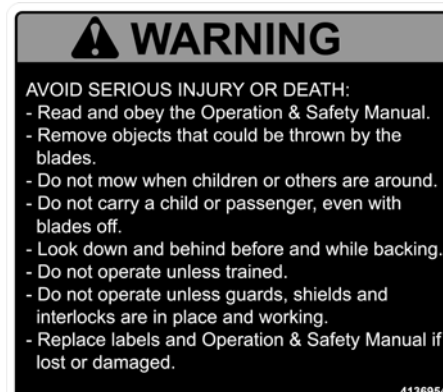 WARNING
AVOID SERIOUS INJURY OR DEATH:
- Read and obey the Operation & Safety Manual.
- Remove objects that could be thrown by the
blades.
- Do not mow when children or others are around.
- Do not carry a child or passenger, even with
blades off.
- Look down and behind before and while backing.
- Do not operate unless trained.
- Do not operate unless guards, shields and
interlocks are in place and working.
- Replace labels and Operation & Safety Manual if
lost or damaged.